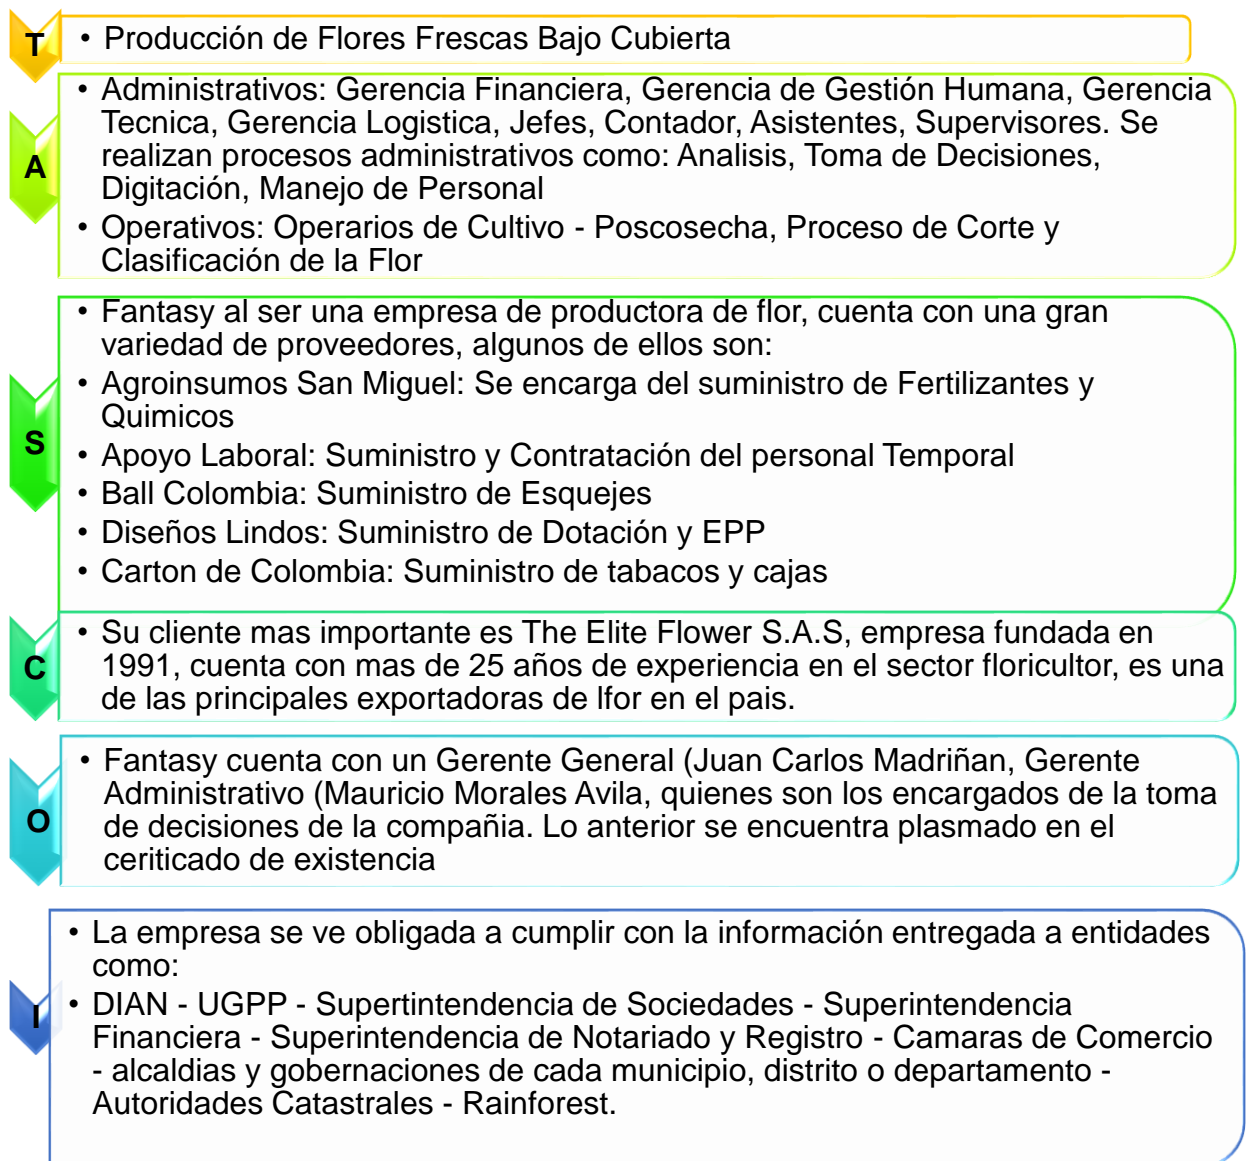 T
• Producción de Flores Frescas Bajo Cubierta
A
• Administrativos: Gerencia Financiera, Gerencia de Gestión Humana, Gerencia
Tecnica, Gerencia Logistica, Jefes, Contador, Asistentes, Supervisores. Se
realizan procesos administrativos como: Analisis, Toma de Decisiones,
Digitación, Manejo de Personal
• Operativos: Operarios de Cultivo - Poscosecha, Proceso de Corte y
Clasificación de la Flor
S
• Fantasy al ser una empresa de productora de flor, cuenta con una gran
variedad de proveedores, algunos de ellos son:
• Agroinsumos San Miguel: Se encarga del suministro de Fertilizantes y
Quimicos
• Apoyo Laboral: Suministro y Contratación del personal Temporal
• Ball Colombia: Suministro de Esquejes
• Diseños Lindos: Suministro de Dotación y EPP
• Carton de Colombia: Suministro de tabacos y cajas
C
• Su cliente mas importante es The Elite Flower S.A.S, empresa fundada en
1991, cuenta con mas de 25 años de experiencia en el sector floricultor, es una
de las principales exportadoras de lfor en el pais.
O
• Fantasy cuenta con un Gerente General (Juan Carlos Madriñan, Gerente
Administrativo (Mauricio Morales Avila, quienes son los encargados de la toma
de decisiones de la compañia. Lo anterior se encuentra plasmado en el
ceriticado de existencia
I
• La empresa se ve obligada a cumplir con la información entregada a entidades
como:
• DIAN - UGPP - Supertintendencia de Sociedades - Superintendencia
Financiera - Superintendencia de Notariado y Registro - Camaras de Comercio
- alcaldias y gobernaciones de cada municipio, distrito o departamento -
Autoridades Catastrales - Rainforest.